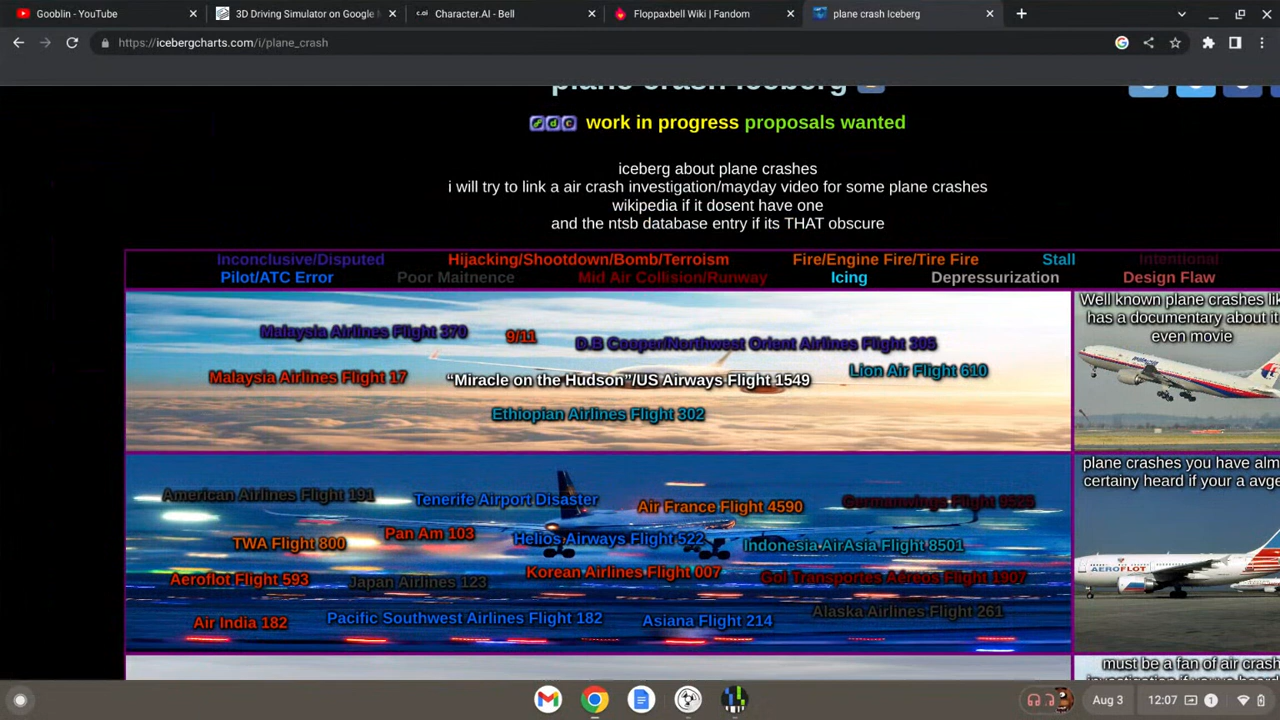 Gooblin - YouTube
3D Driving Simulator on Google
Character.AI - Bell
Floppaxbell Wiki | Fandom
plane crash Iceberg
https://icebergcharts.com/i/plane_crash
plane crash Iceberg
work in progress proposals wanted
iceberg about plane crashes
i will try to link a air crash investigation/mayday video for some plane crashes
wikipedia if it dosent have one
and the ntsb database entry if its THAT obscure
Inconclusive/Disputed Hijacking/Shootdown/Bomb/Terroism Fire/Engine Fire/Tire Fire Stall Intentional
Pilot/ATC Error Poor Maitnence Mid Air Collision/Runway Icing Depressurization Design Flaw
Malaysia Airlines Flight 370
9/11
D.B Cooper/Northwest Orient Airlines Flight 305
Malaysia Airlines Flight 17
“Miracle on the Hudson”/US Airways Flight 1549
Lion Air Flight 610
Ethiopian Airlines Flight 302
Well known plane crashes
has a documentary about
even movie
American Airlines Flight 191
Tenerife Airport Disaster
Air France Flight 4590
Germanwings Flight 9525
TWA Flight 800
Pan Am 103
Helios Airways Flight 522
Indonesia AirAsia Flight 8501
Aeroflot Flight 593
Japan Airlines 123
Korean Airlines Flight 007
Gol Transportes Aéreos Flight 1907
Air India 182
Pacific Southwest Airlines Flight 182
Asiana Flight 214
Alaska Airlines Flight 261
plane crashes you have
certainy heard if your a
AEROFLOT
must be a fan of air
Aug 3
12:07
1